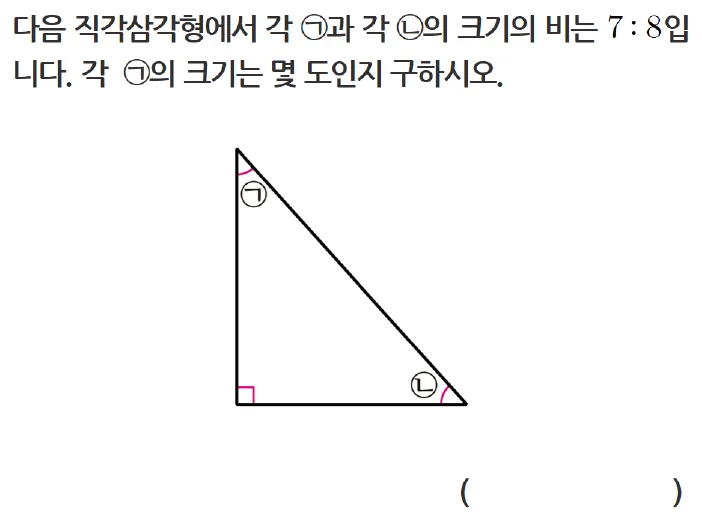 다음 직각삼각형에서 각 ㉠과 각 ㉡의 크기의 비는 7 : 8입
니다. 각 ㉠의 크기는 몇 도인지 구하시오.
㉠
㉡
( )